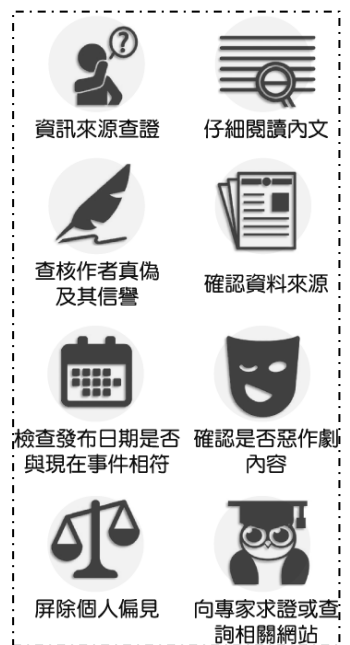 資訊來源查證
仔細閱讀內文
查核作者真偽
及其信譽
確認資料來源
檢查發布日期是否
與現在事件相符
確認是否惡作劇
內容
屏除個人偏見
向專家求證或查
詢相關網站